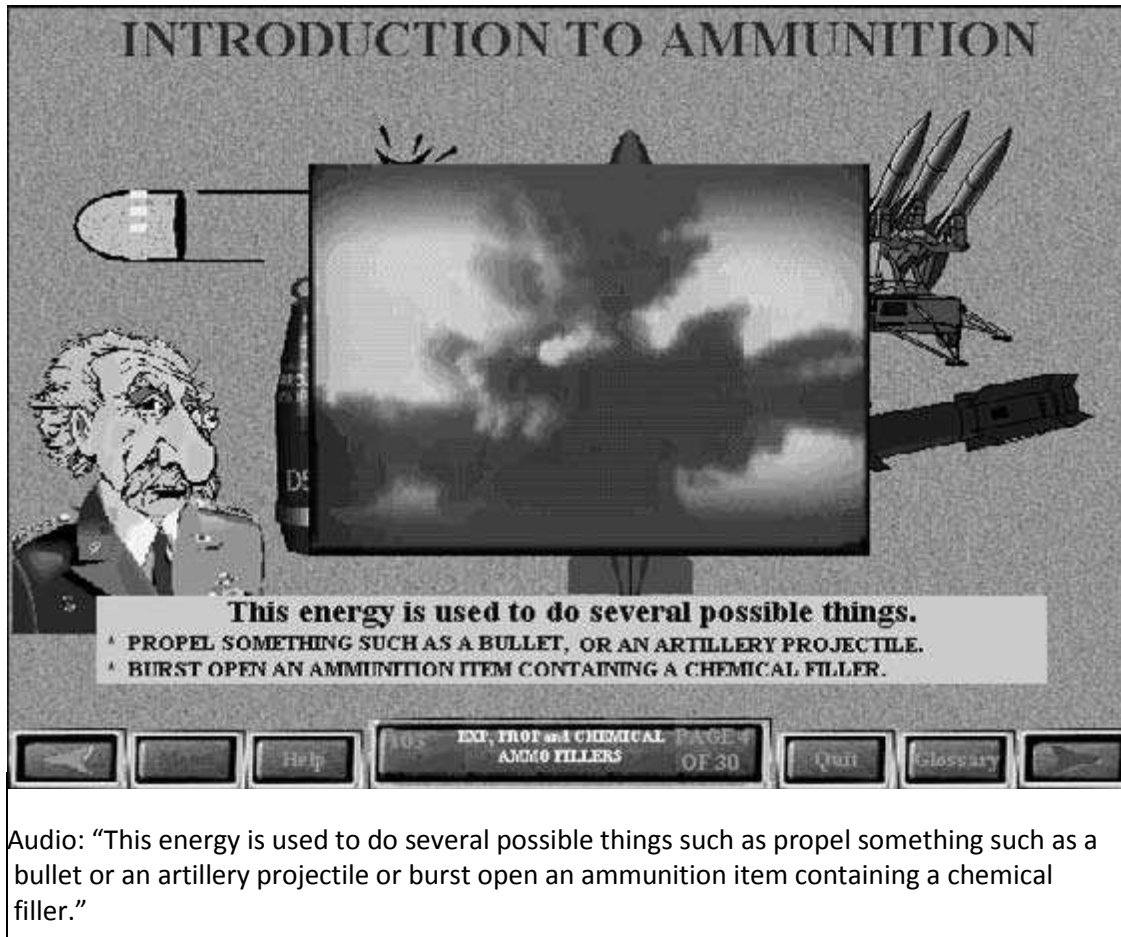 INTRODUCTION TO AMMUNITION
D5
This energy is used to do several possible things.
* PROPEL SOMETHING SUCH AS A BULLET, OR AN ARTILLERY PROJECTILE.
* BURST OPEN AN AMMUNITION ITEM CONTAINING A CHEMICAL FILLER.
Help
103
EXP, PROP and CHEMICAL
AMMO FILLERS
PAGE 4
OF 30
Quit
Glossary
Audio: “This energy is used to do several possible things such as propel something such as a
bullet or an artillery projectile or burst open an ammunition item containing a chemical
filler.”